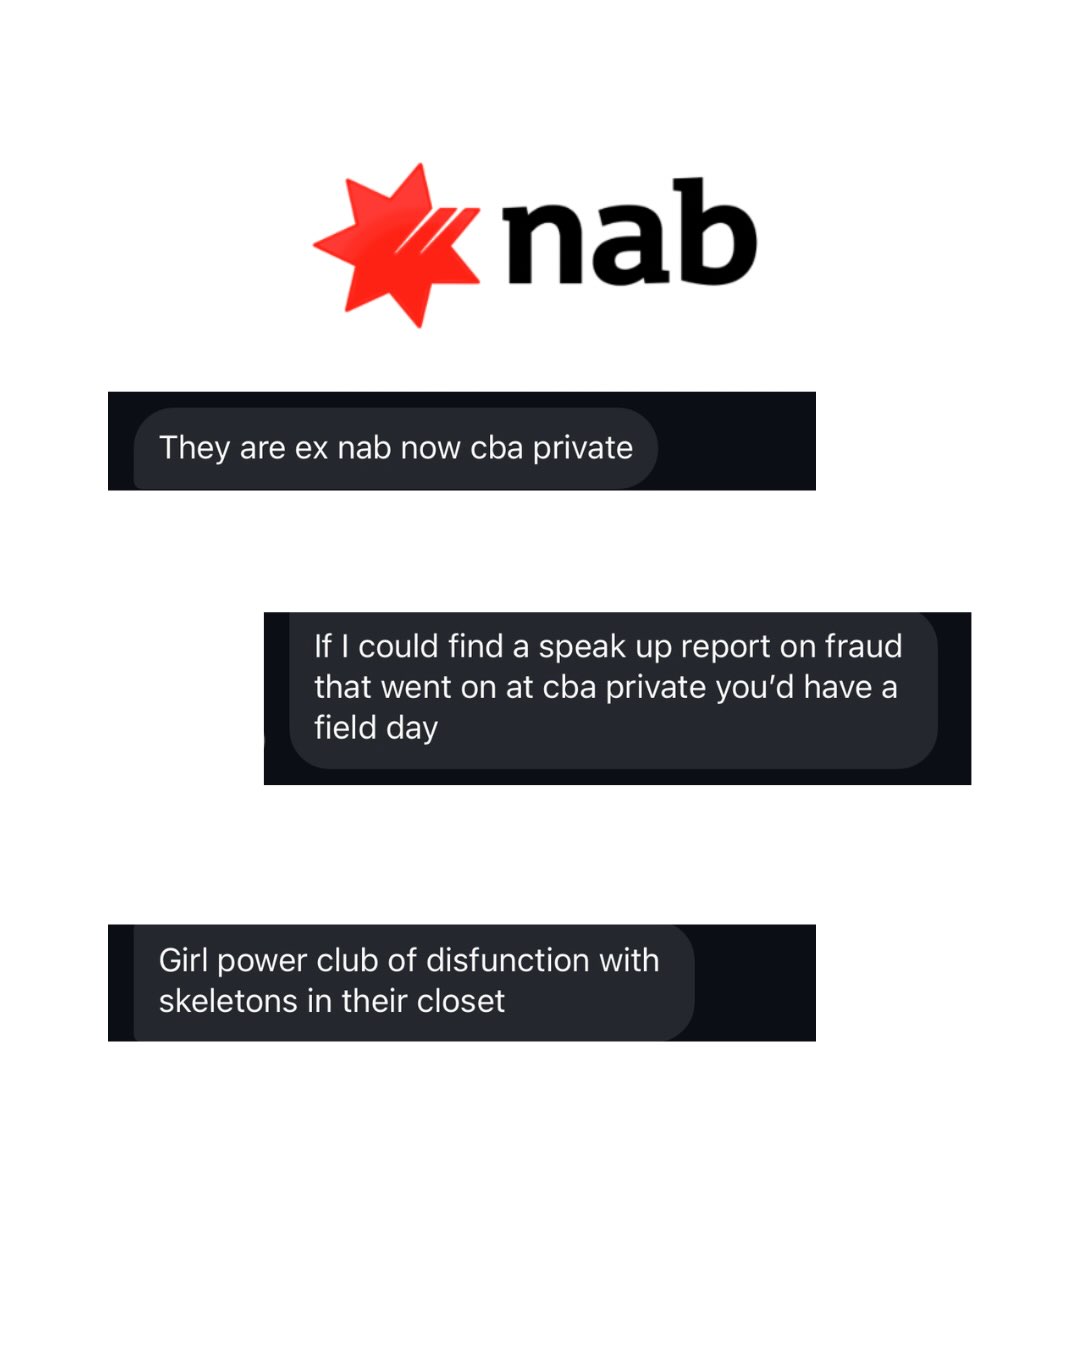 nab
They are ex nab now cba private
If I could find a speak up report on fraud
that went on at cba private you’d have a
field day
Girl power club of disfunction with
skeletons in their closet